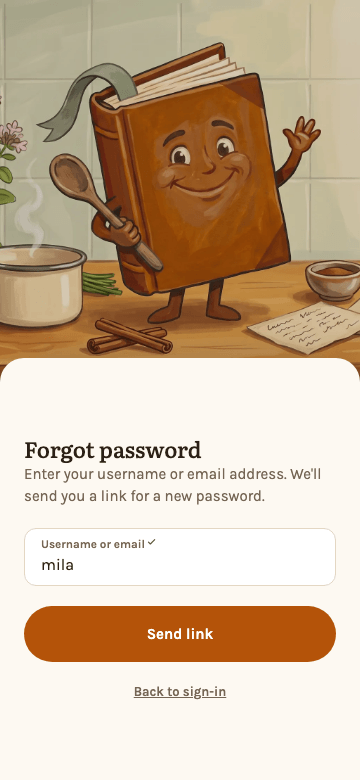 Forgot password
Enter your username or email address. We'll
send you a link for a new password.
Username or email
mila
Send link
Back to sign-in